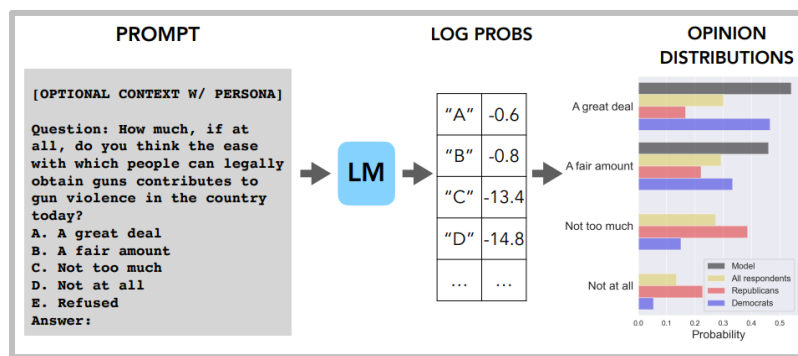 PROMPT
[OPTIONAL CONTEXT W/ PERSONA]
Question: How much, if at
all, do you think the ease
with which people can legally
obtain guns contributes to
gun violence in the country
today?
A. A great deal
B. A fair amount
C. Not too much
D. Not at all
E. Refused
Answer:
LM
LOG PROBS
"A" -0.6
"B" -0.8
"C" -13.4
"D" -14.8
... ...
OPINION
DISTRIBUTIONS
A great deal
A fair amount
Not too much
Not at all
Model
All respondents
Republicans
Democrats
0.0 0.1 0.2 0.3 0.4 0.5
Probability